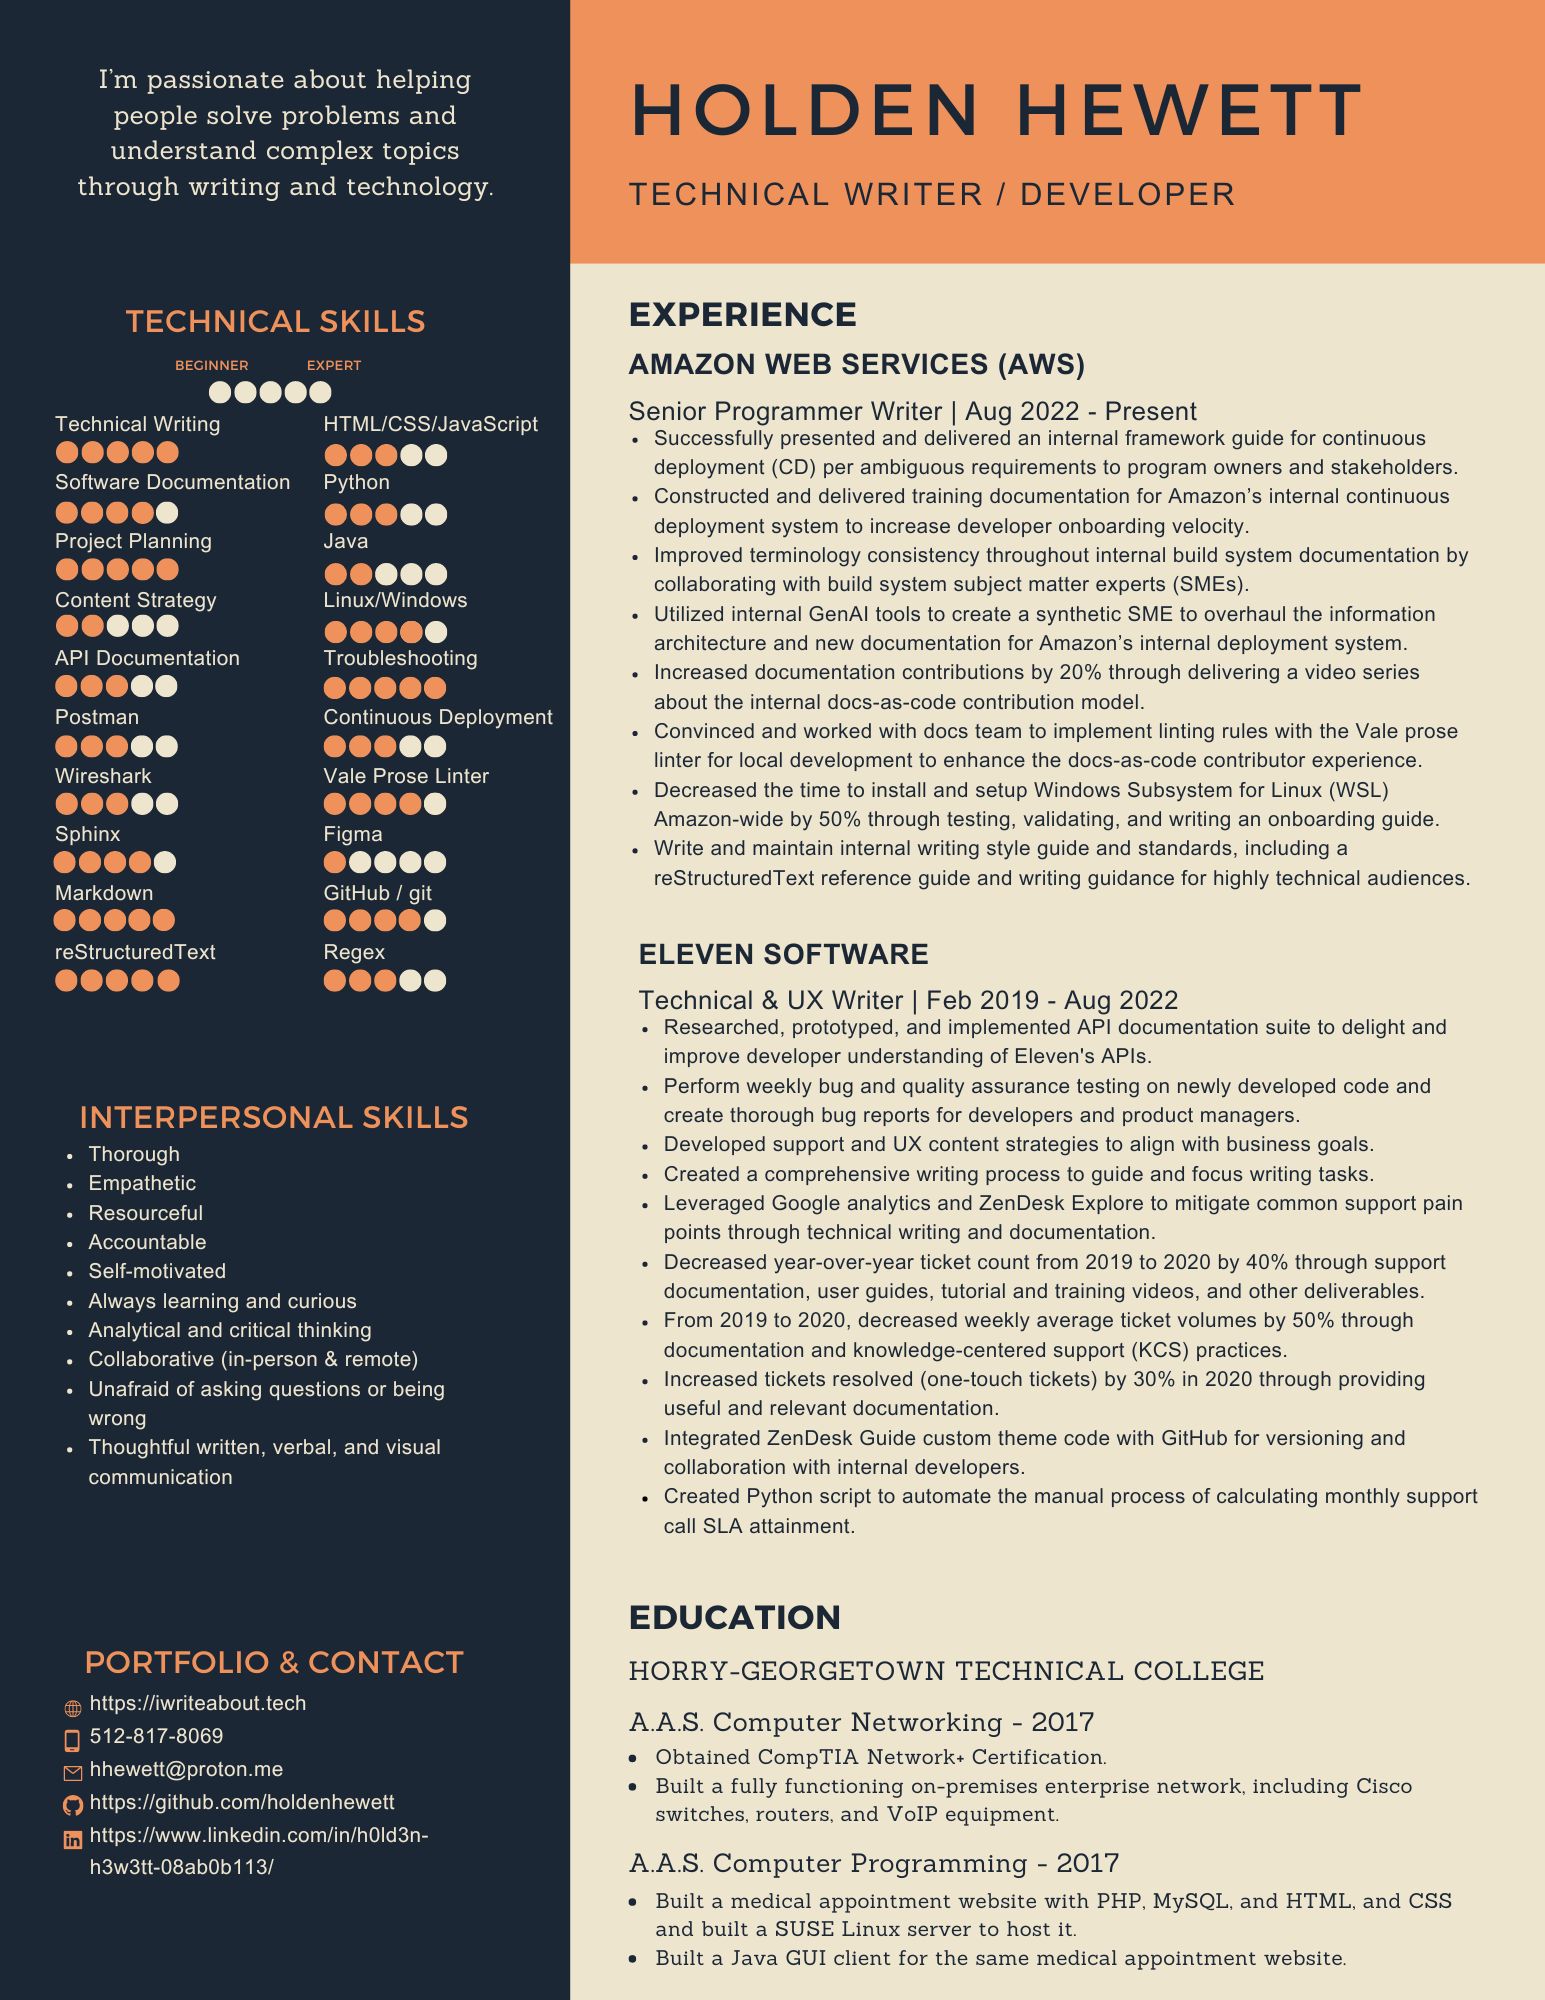 I'm passionate about helping
people solve problems and
understand complex topics
through writing and technology.
TECHNICAL SKILLS
BEGINNER EXPERT
Technical Writing
Software Documentation
Project Planning
Content Strategy
API Documentation
Postman
Wireshark
Sphinx
Markdown
reStructuredText
HTML/CSS/JavaScript
Python
Java
Linux/Windows
Troubleshooting
Continuous Deployment
Vale Prose Linter
Figma
GitHub / git
Regex
INTERPERSONAL SKILLS
• Thorough
• Empathetic
• Resourceful
• Accountable
• Self-motivated
• Always learning and curious
• Analytical and critical thinking
• Collaborative (in-person & remote)
• Unafraid of asking questions or being
wrong
• Thoughtful written, verbal, and visual
communication
PORTFOLIO & CONTACT
https://iwriteabout.tech
512-817-8069
hhewett@proton.me
https://github.com/holdenhewett
https://www.linkedin.com/in/h0ld3n-
h3w3tt-08ab0b113/
HOLDEN HEWETT
TECHNICAL WRITER / DEVELOPER
EXPERIENCE
AMAZON WEB SERVICES (AWS)
Senior Programmer Writer | Aug 2022 - Present
• Successfully presented and delivered an internal framework guide for continuous
deployment (CD) per ambiguous requirements to program owners and stakeholders.
• Constructed and delivered training documentation for Amazon's internal continuous
deployment system to increase developer onboarding velocity.
• Improved terminology consistency throughout internal build system documentation by
collaborating with build system subject matter experts (SMEs).
• Utilized internal GenAI tools to create a synthetic SME to overhaul the information
architecture and new documentation for Amazon's internal deployment system.
• Increased documentation contributions by 20% through delivering a video series
about the internal docs-as-code contribution model.
• Convinced and worked with docs team to implement linting rules with the Vale prose
linter for local development to enhance the docs-as-code contributor experience.
• Decreased the time to install and setup Windows Subsystem for Linux (WSL)
Amazon-wide by 50% through testing, validating, and writing an onboarding guide.
• Write and maintain internal writing style guide and standards, including a
reStructuredText reference guide and writing guidance for highly technical audiences.
ELEVEN SOFTWARE
Technical & UX Writer | Feb 2019 - Aug 2022
• Researched, prototyped, and implemented API documentation suite to delight and
improve developer understanding of Eleven's APIs.
• Perform weekly bug and quality assurance testing on newly developed code and
create thorough bug reports for developers and product managers.
• Developed support and UX content strategies to align with business goals.
• Created a comprehensive writing process to guide and focus writing tasks.
• Leveraged Google analytics and ZenDesk Explore to mitigate common support pain
points through technical writing and documentation.
• Decreased year-over-year ticket count from 2019 to 2020 by 40% through support
documentation, user guides, tutorial and training videos, and other deliverables.
• From 2019 to 2020, decreased weekly average ticket volumes by 50% through
documentation and knowledge-centered support (KCS) practices.
• Increased tickets resolved (one-touch tickets) by 30% in 2020 through providing
useful and relevant documentation.
• Integrated ZenDesk Guide custom theme code with GitHub for versioning and
collaboration with internal developers.
• Created Python script to automate the manual process of calculating monthly support
call SLA attainment.
EDUCATION
HORRY-GEORGETOWN TECHNICAL COLLEGE
A.A.S. Computer Networking - 2017
• Obtained CompTIA Network+ Certification.
• Built a fully functioning on-premises enterprise network, including Cisco
switches, routers, and VoIP equipment.
A.A.S. Computer Programming - 2017
• Built a medical appointment website with PHP, MySQL, and HTML, and CSS
and built a SUSE Linux server to host it.
• Built a Java GUI client for the same medical appointment website.